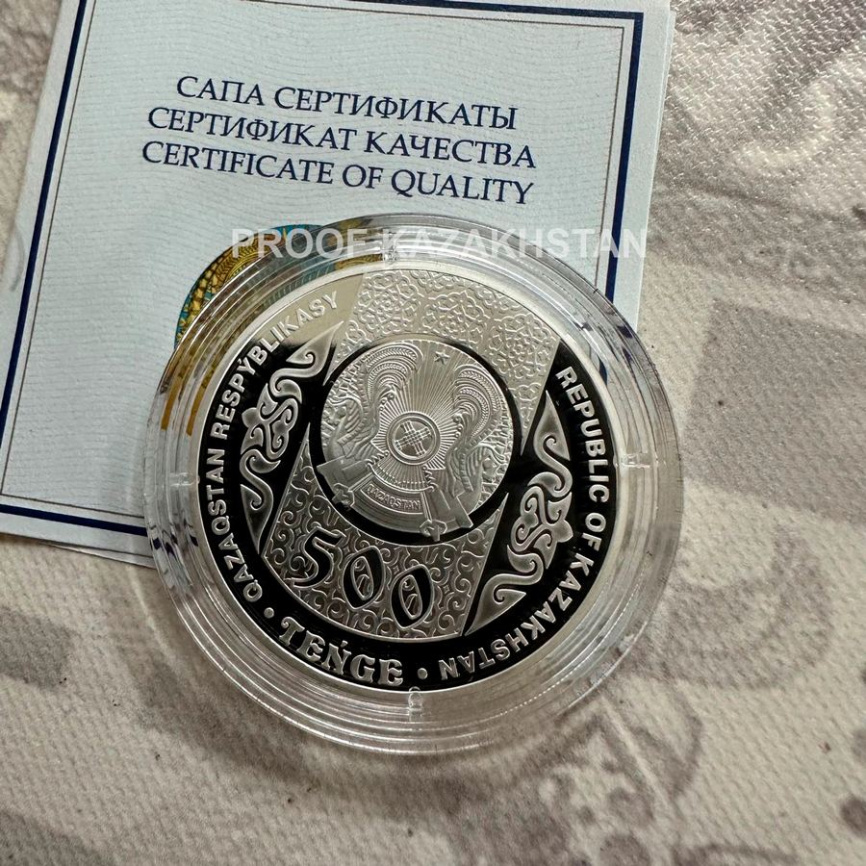 САПА СЕРТИФИКАТЫ
СЕРТИФИКАТ КАЧЕСТВА
CERTIFICATE OF QUALITY
PROOF KAZAKHSTAN
QAZAQSTAN RESPÝBLIKASY
REPUBLIC OF KAZAKHSTAN
QAZAQSTAN
500
• TEŃGE •